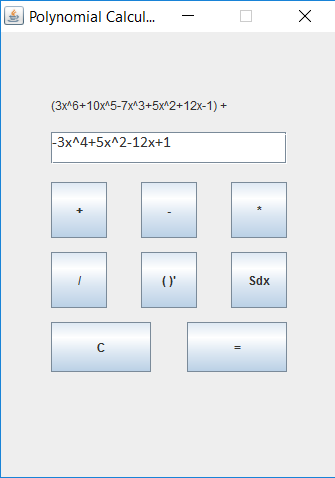 Polynomial Calcul...
(3x^6+10x^5-7x^3+5x^2+12x-1) +
-3x^4+5x^2-12x+1
+ - *
/ ( )' Sdx
C =